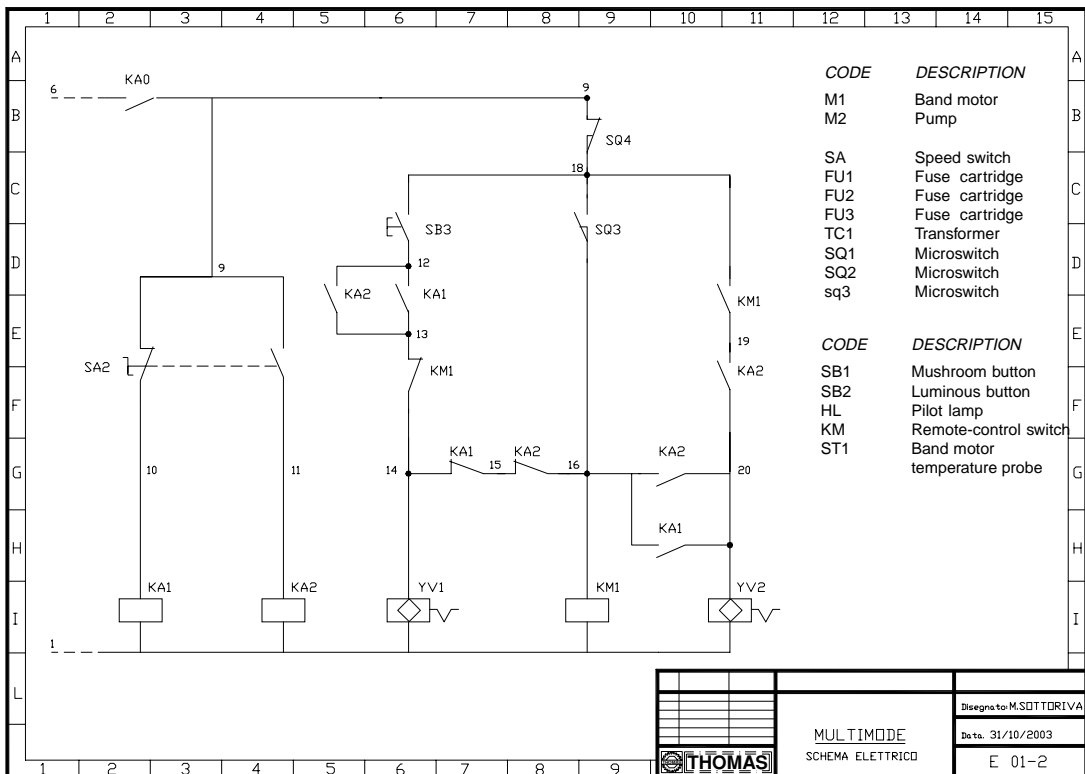 1 2 3 4 5 6 7 8 9 10 11 12 13 14 15
A A
CODE DESCRIPTION
KA0
6 9
M1 Band motor
B M2 Pump B
SQ4
SA Speed switch
18
FU1 Fuse cartridge
C FU2 Fuse cartridge C
FU3 Fuse cartridge
SB3 SQ3
TC1 Transformer
SQ1 Microswitch
9 12
D SQ2 Microswitch D
sq3 Microswitch
KA2 KA1 KM1
E 13 19 E
CODE DESCRIPTION
SA2 KM1 KA2
SB1 Mushroom button
SB2 Luminous button
F HL Pilot lamp F
KM Remote-control switch
ST1 Band motor
temperature probe
KA1 KA2 KA2
G 10 11 14 15 16 20 G
KA1
H H
KA1 KA2 YV1 KM1 YV2
I I
1
L
Disegnato: M.SOTTORIVA
MULTIMODE
Data. 31/10/2003
SCHEMA ELETTRICO
THOMAS
E 01-2
1 2 3 4 5 6 7 8 9